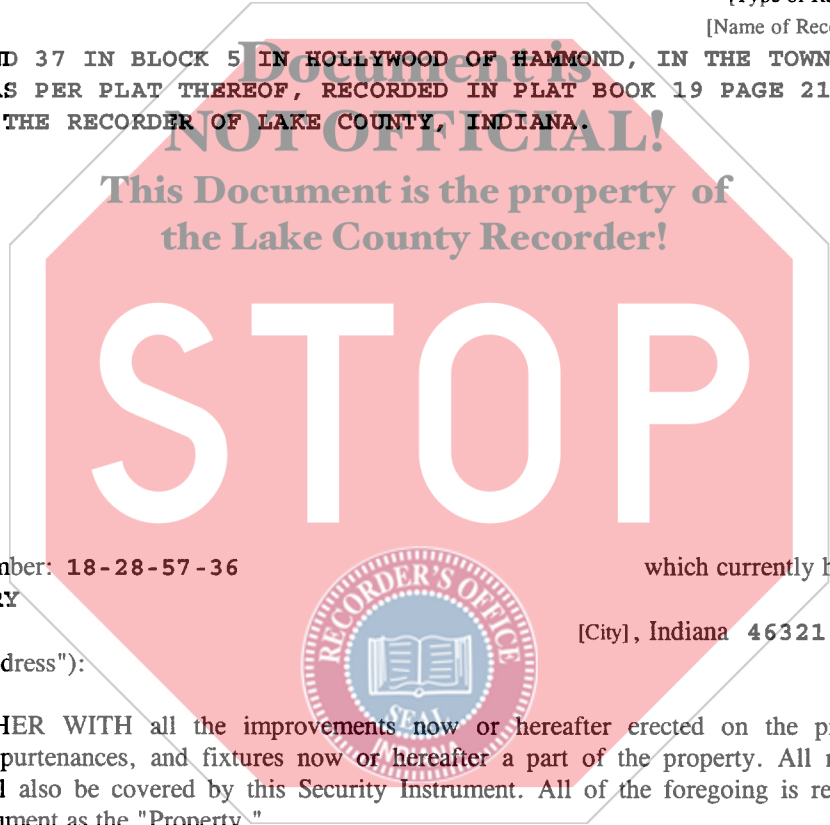 [Name of Reco
D 37 IN BLOCK 5 IN HOLLYWOOD OF HAMMOND, IN THE TOWN
S PER PLAT THEREOF, RECORDED IN PLAT BOOK 19 PAGE 21
THE RECORDER OF LAKE COUNTY, INDIANA.
Document is
NOT OFFICIAL!
This Document is the property of
the Lake County Recorder!
STOP
mber: 18-28-57-36 which currently h
RY
[City], Indiana 46321
dress"):
RECORDER'S OFFICE
SEAL
INDIANA
HER WITH all the improvements now or hereafter erected on the p
purtenances, and fixtures now or hereafter a part of the property. All
l also be covered by this Security Instrument. All of the foregoing is re
ument as the "Property."